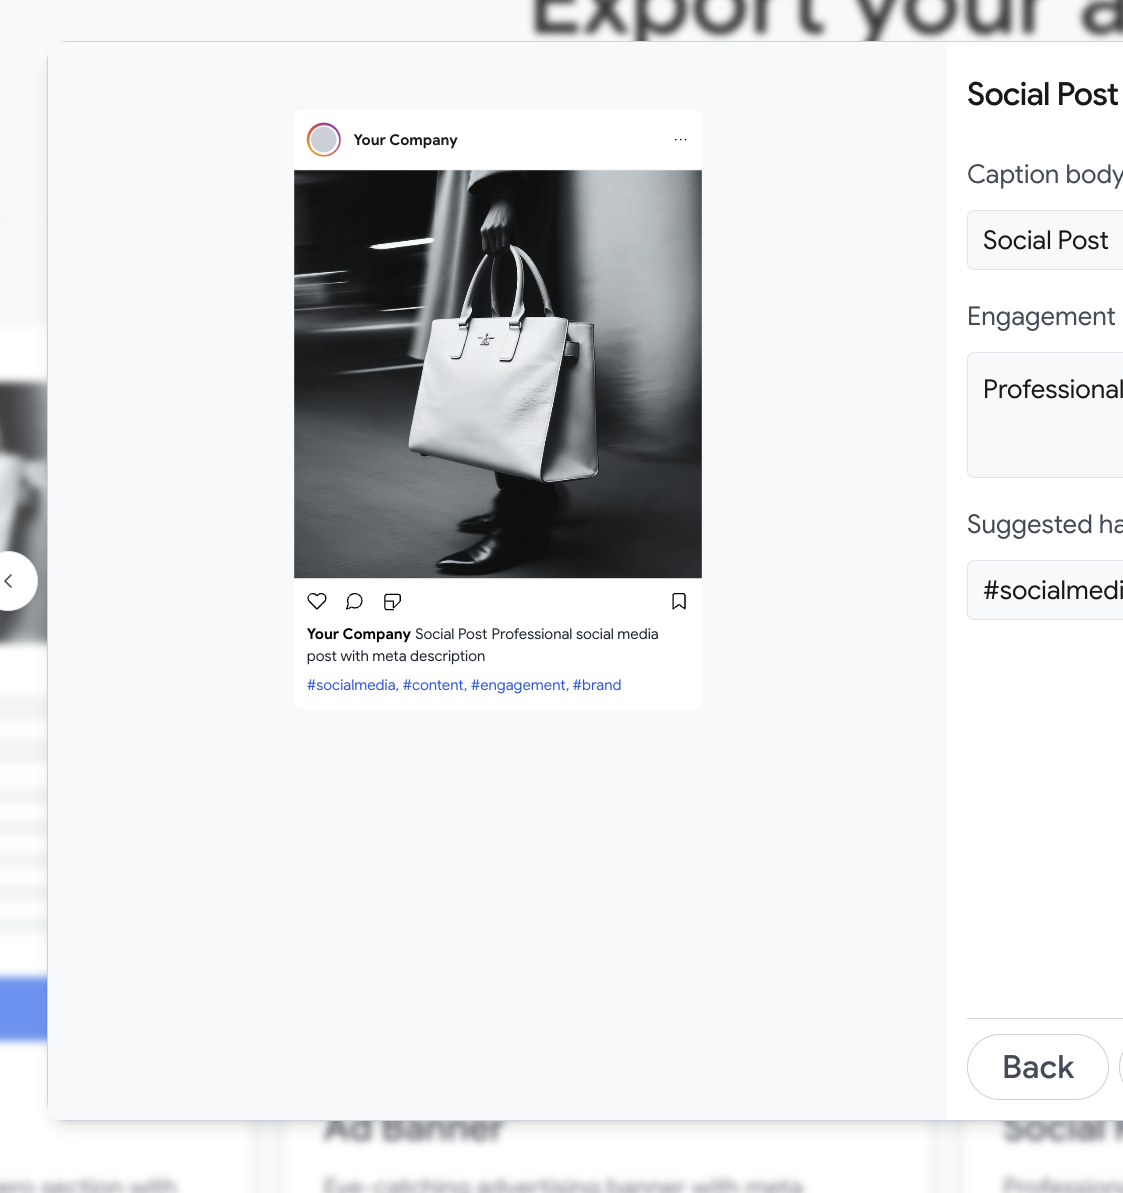 Export your a
Social Post
Your Company
Caption body
Social Post
Engagement
Professional
Suggested ha
#socialmedi
Your Company Social Post Professional social media
post with meta description
#socialmedia, #content, #engagement, #brand
Back
Ad Banner
Social
ero section with
Eye-catching advertising banner with meta
Profession